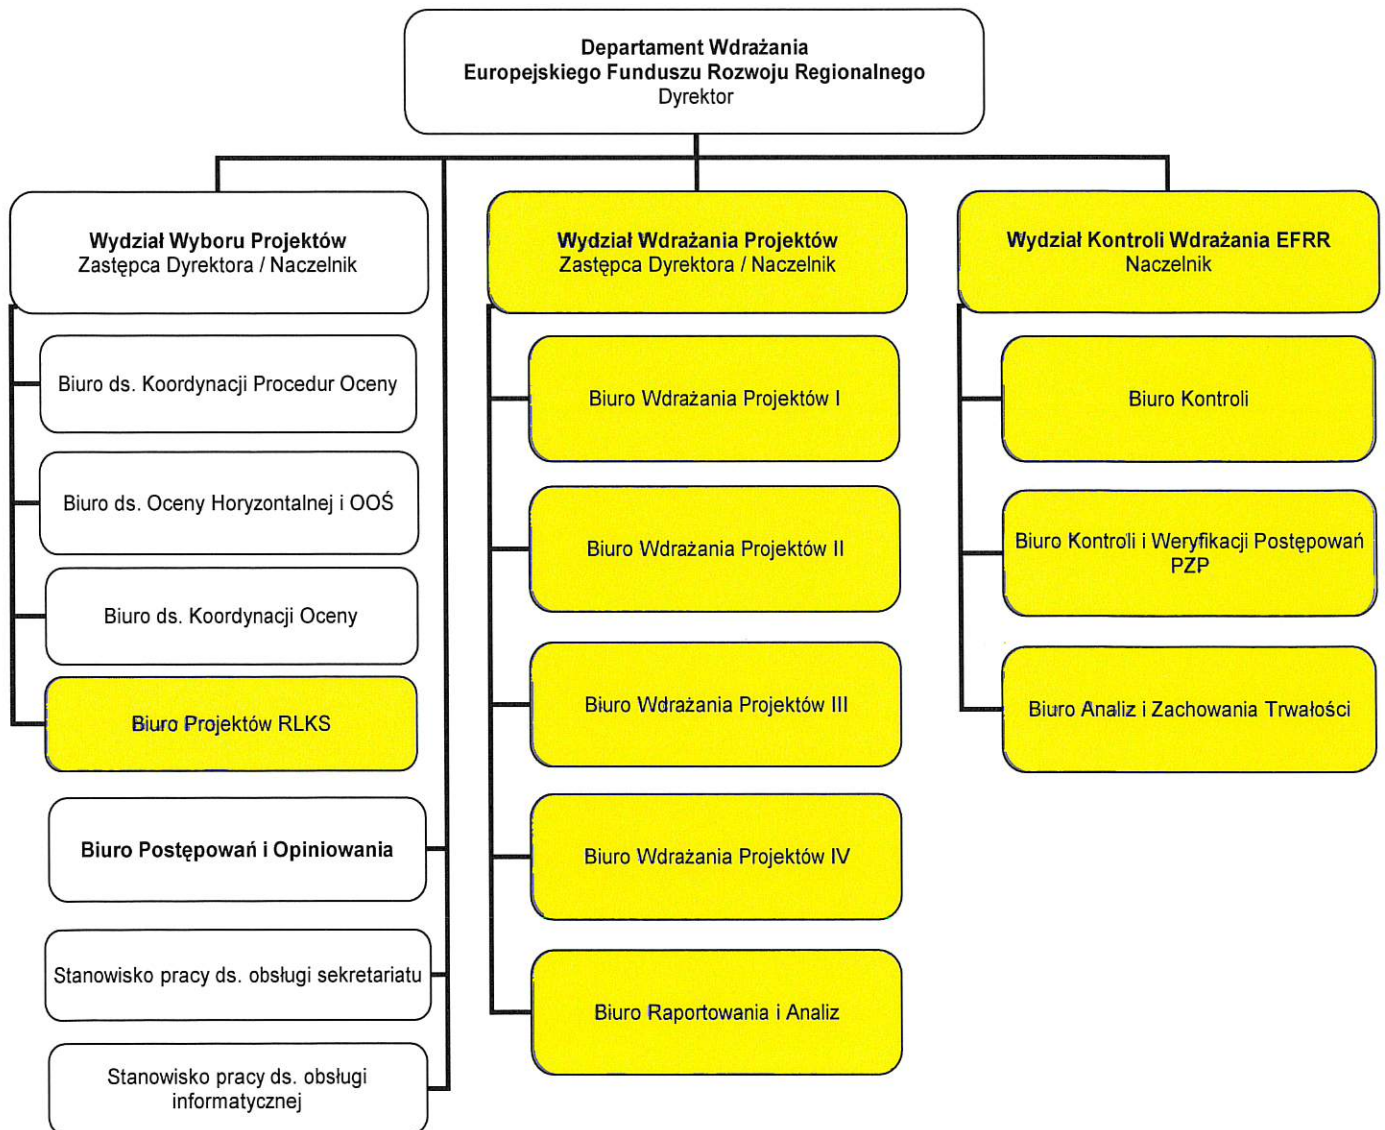 Departament Wdrażania
Europejskiego Funduszu Rozwoju Regionalnego
Dyrektor
Wydział Wyboru Projektów
Zastępca Dyrektora / Naczelnik
Biuro ds. Koordynacji Procedur Oceny
Biuro ds. Oceny Horyzontalnej i OOŚ
Biuro ds. Koordynacji Oceny
Biuro Projektów RLKS
Biuro Postępowań i Opiniowania
Stanowisko pracy ds. obsługi sekretariatu
Stanowisko pracy ds. obsługi
informatycznej
Wydział Wdrażania Projektów
Zastępca Dyrektora / Naczelnik
Biuro Wdrażania Projektów I
Biuro Wdrażania Projektów II
Biuro Wdrażania Projektów III
Biuro Wdrażania Projektów IV
Biuro Raportowania i Analiz
Wydział Kontroli Wdrażania EFRR
Naczelnik
Biuro Kontroli
Biuro Kontroli i Weryfikacji Postępowań
PZP
Biuro Analiz i Zachowania Trwałości